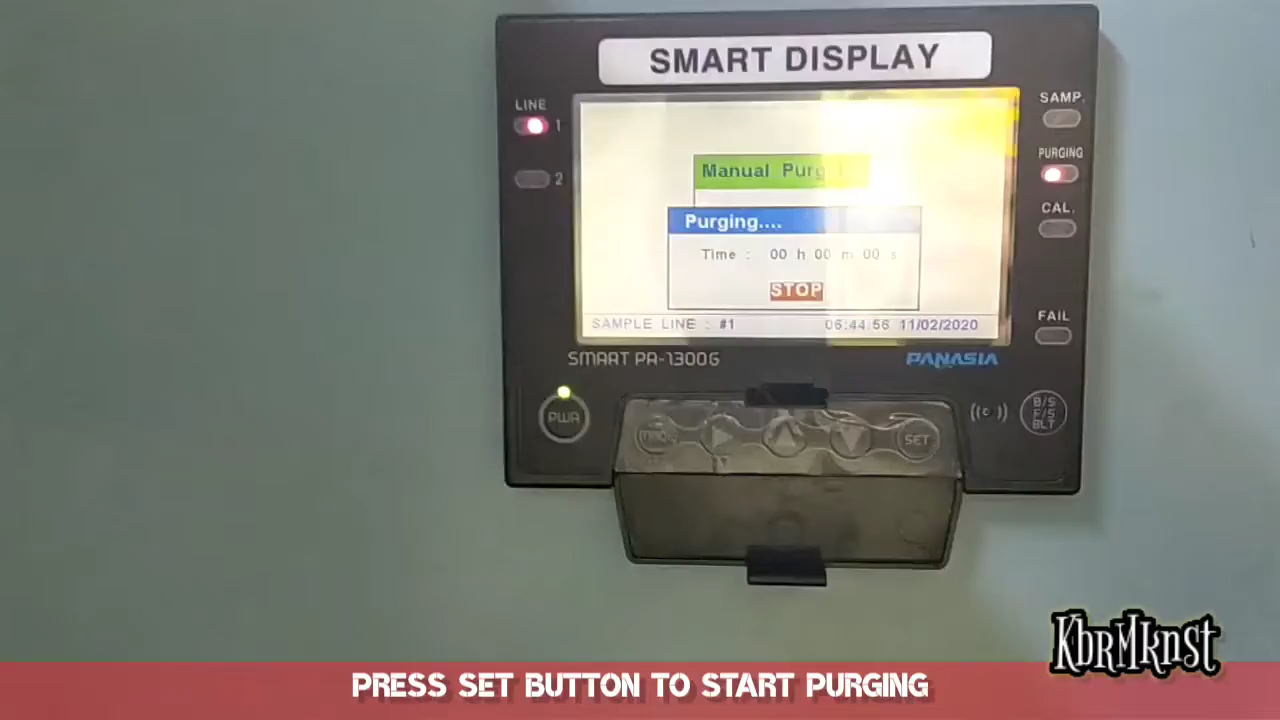 SMART DISPLAY
LINE
1
2
SAMP.
PURGING
CAL.
FAIL
Manual Purg
Purging....
Time : 00 h 00 m 00 s
STOP
SAMPLE LINE : #1 06:44:56 11/02/2020
SMART PA-1300G
PANASIA
PWR
SET
B/S
F/S
BLT
KbrMknst
PRESS SET BUTTON TO START PURGING